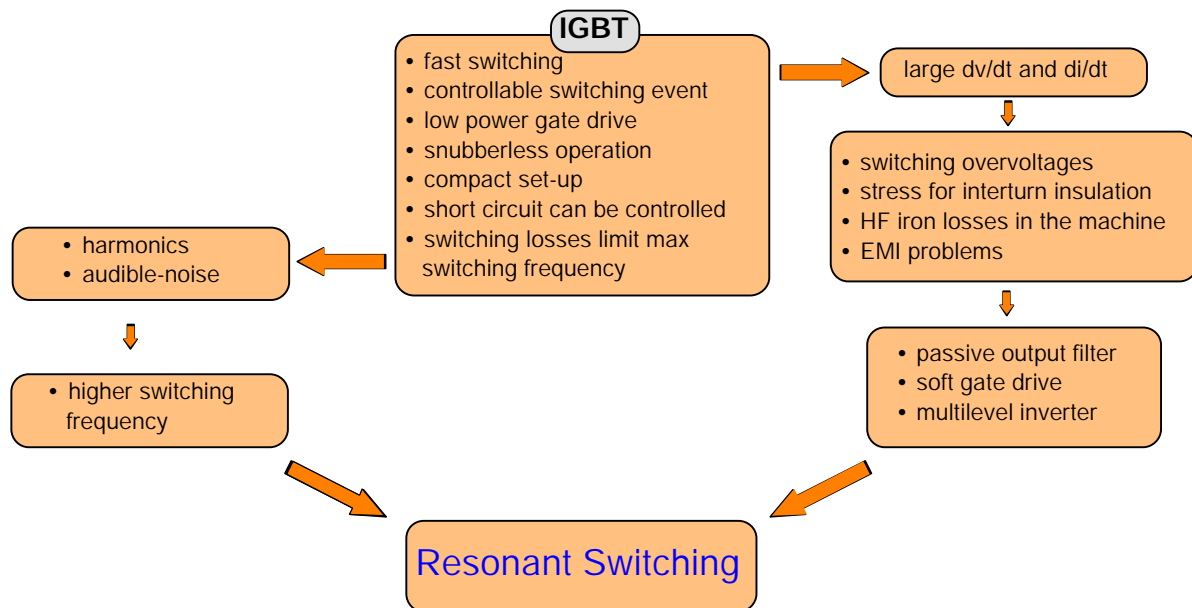 IGBT
• fast switching
• controllable switching event
• low power gate drive
• snubberless operation
• compact set-up
• short circuit can be controlled
• switching losses limit max
switching frequency
large dv/dt and di/dt
• switching overvoltages
• stress for interturn insulation
• HF iron losses in the machine
• EMI problems
• harmonics
• audible-noise
• passive output filter
• soft gate drive
• multilevel inverter
• higher switching
frequency
Resonant Switching